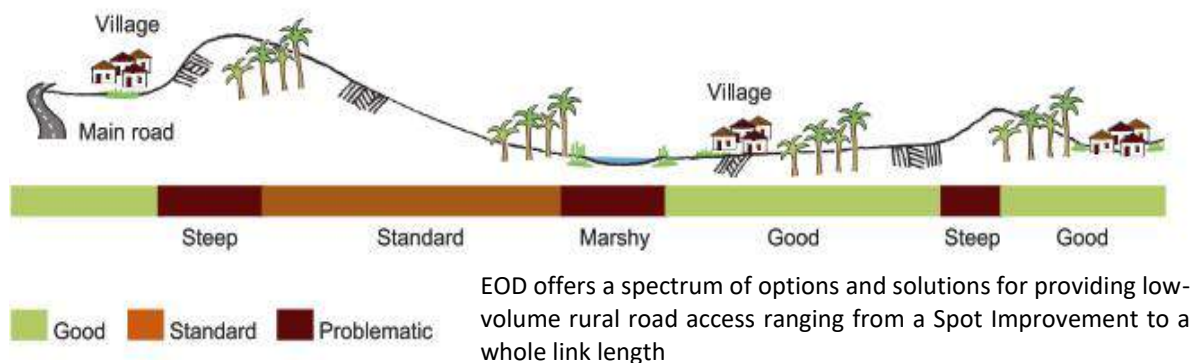 Village
Main road
Village
Steep Standard Marshy Good Steep Good
Good Standard Problematic
EOD offers a spectrum of options and solutions for providing low-
volume rural road access ranging from a Spot Improvement to a
whole link length